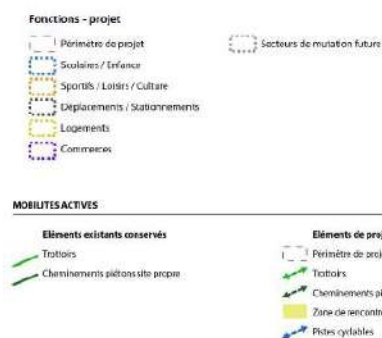 Fonctions - projet
Périmètre de projet
Secteurs de mutation future
Scolaires / Enfance
Sportifs / Loisirs / Culture
Déplacements / Stationnements
Logements
Commerces
MOBILITES ACTIVES
Eléments existants conservés
Trottoirs
Cheminements piétons site propre
Eléments de proj
Périmètre de proj
Trottoirs
Cheminements pi
Zone de rencontr
Pistes cyclables